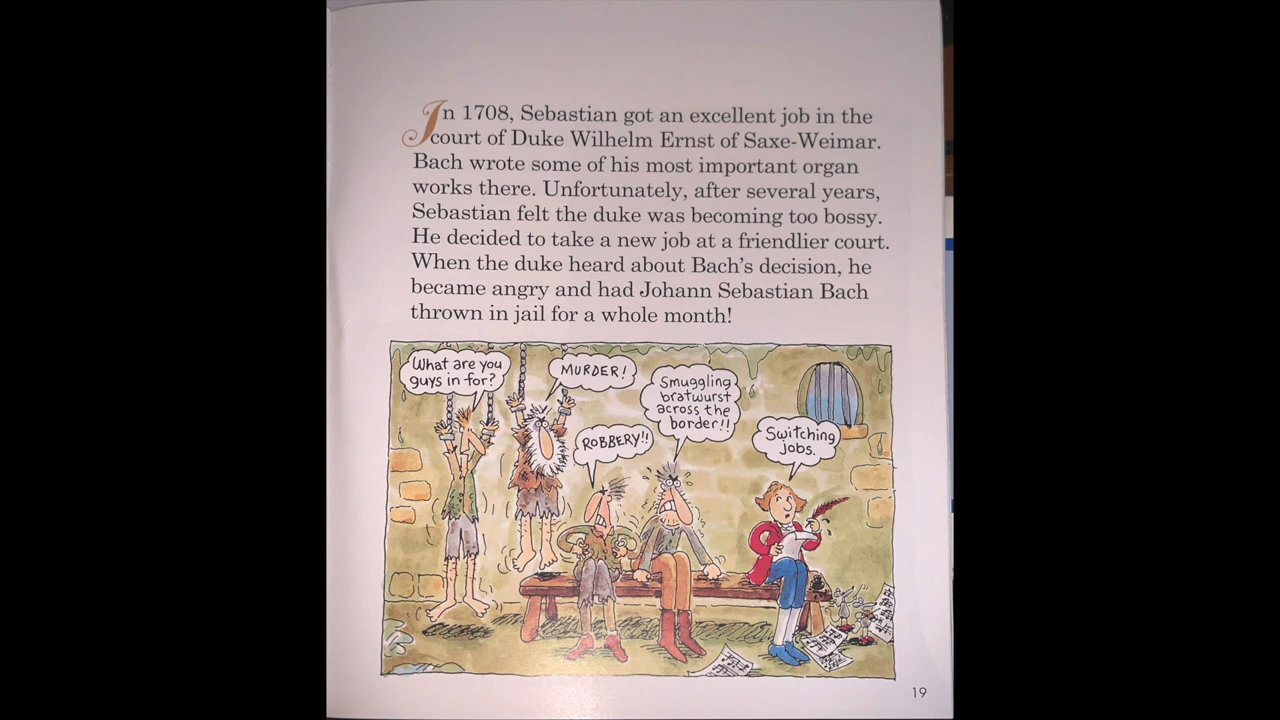 In 1708, Sebastian got an excellent job in the
court of Duke Wilhelm Ernst of Saxe-Weimar.
Bach wrote some of his most important organ
works there. Unfortunately, after several years,
Sebastian felt the duke was becoming too bossy.
He decided to take a new job at a friendlier court.
When the duke heard about Bach's decision, he
became angry and had Johann Sebastian Bach
thrown in jail for a whole month!
What are you
guys in for?
MURDER!
ROBBERY!!
Smuggling
bratwurst
across the
border!!
Switching
jobs.
19